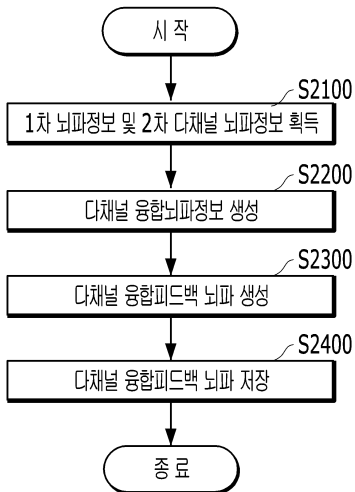 시 작
S2100
1차 뇌파정보 및 2차 다채널 뇌파정보 획득
S2200
다채널 융합뇌파정보 생성
S2300
다채널 융합피드백 뇌파 생성
S2400
다채널 융합피드백 뇌파 저장
종 료